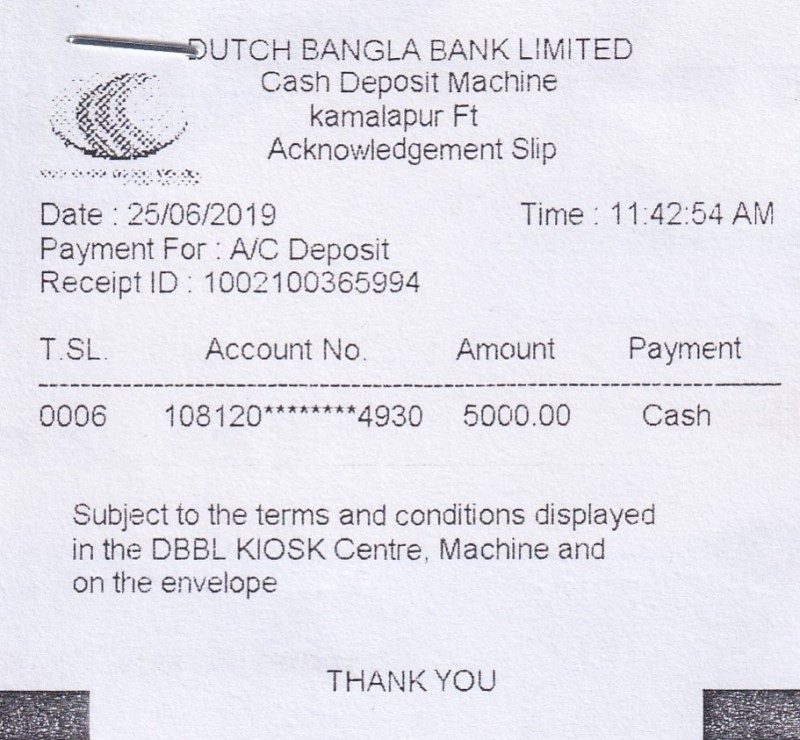 DUTCH BANGLA BANK LIMITED
Cash Deposit Machine
kamalapur Ft
Acknowledgement Slip
Date : 25/06/2019 Time : 11:42:54 AM
Payment For : A/C Deposit
Receipt ID : 1002100365994
T.SL. Account No. Amount Payment
0006 108120********4930 5000.00 Cash
Subject to the terms and conditions displayed
in the DBBL KIOSK Centre, Machine and
on the envelope
THANK YOU